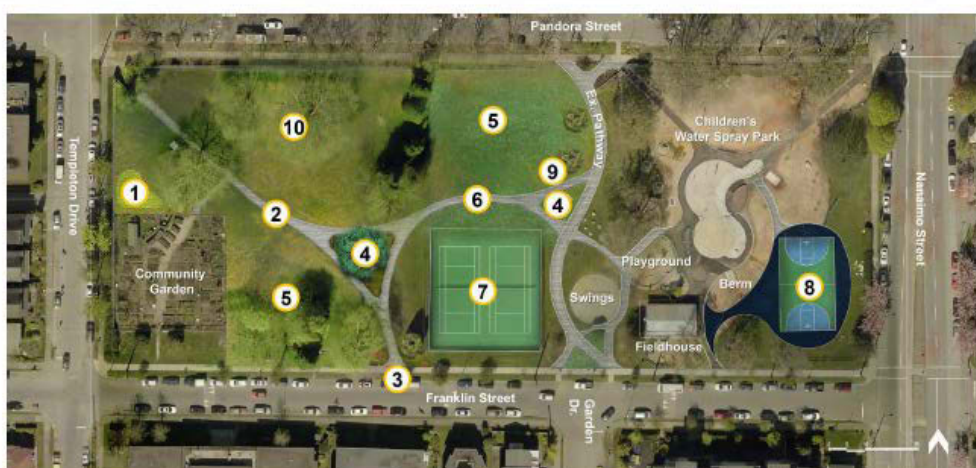 Pandora Street
Templeton Drive
Ex. Pathway
Children's
Water Spray Park
Nanaimo Street
10
5
1
9
2
6
4
4
Community
Garden
5
7
Swings
Playground
Berm
8
Fieldhouse
3
Franklin Street
Garden
Dr.